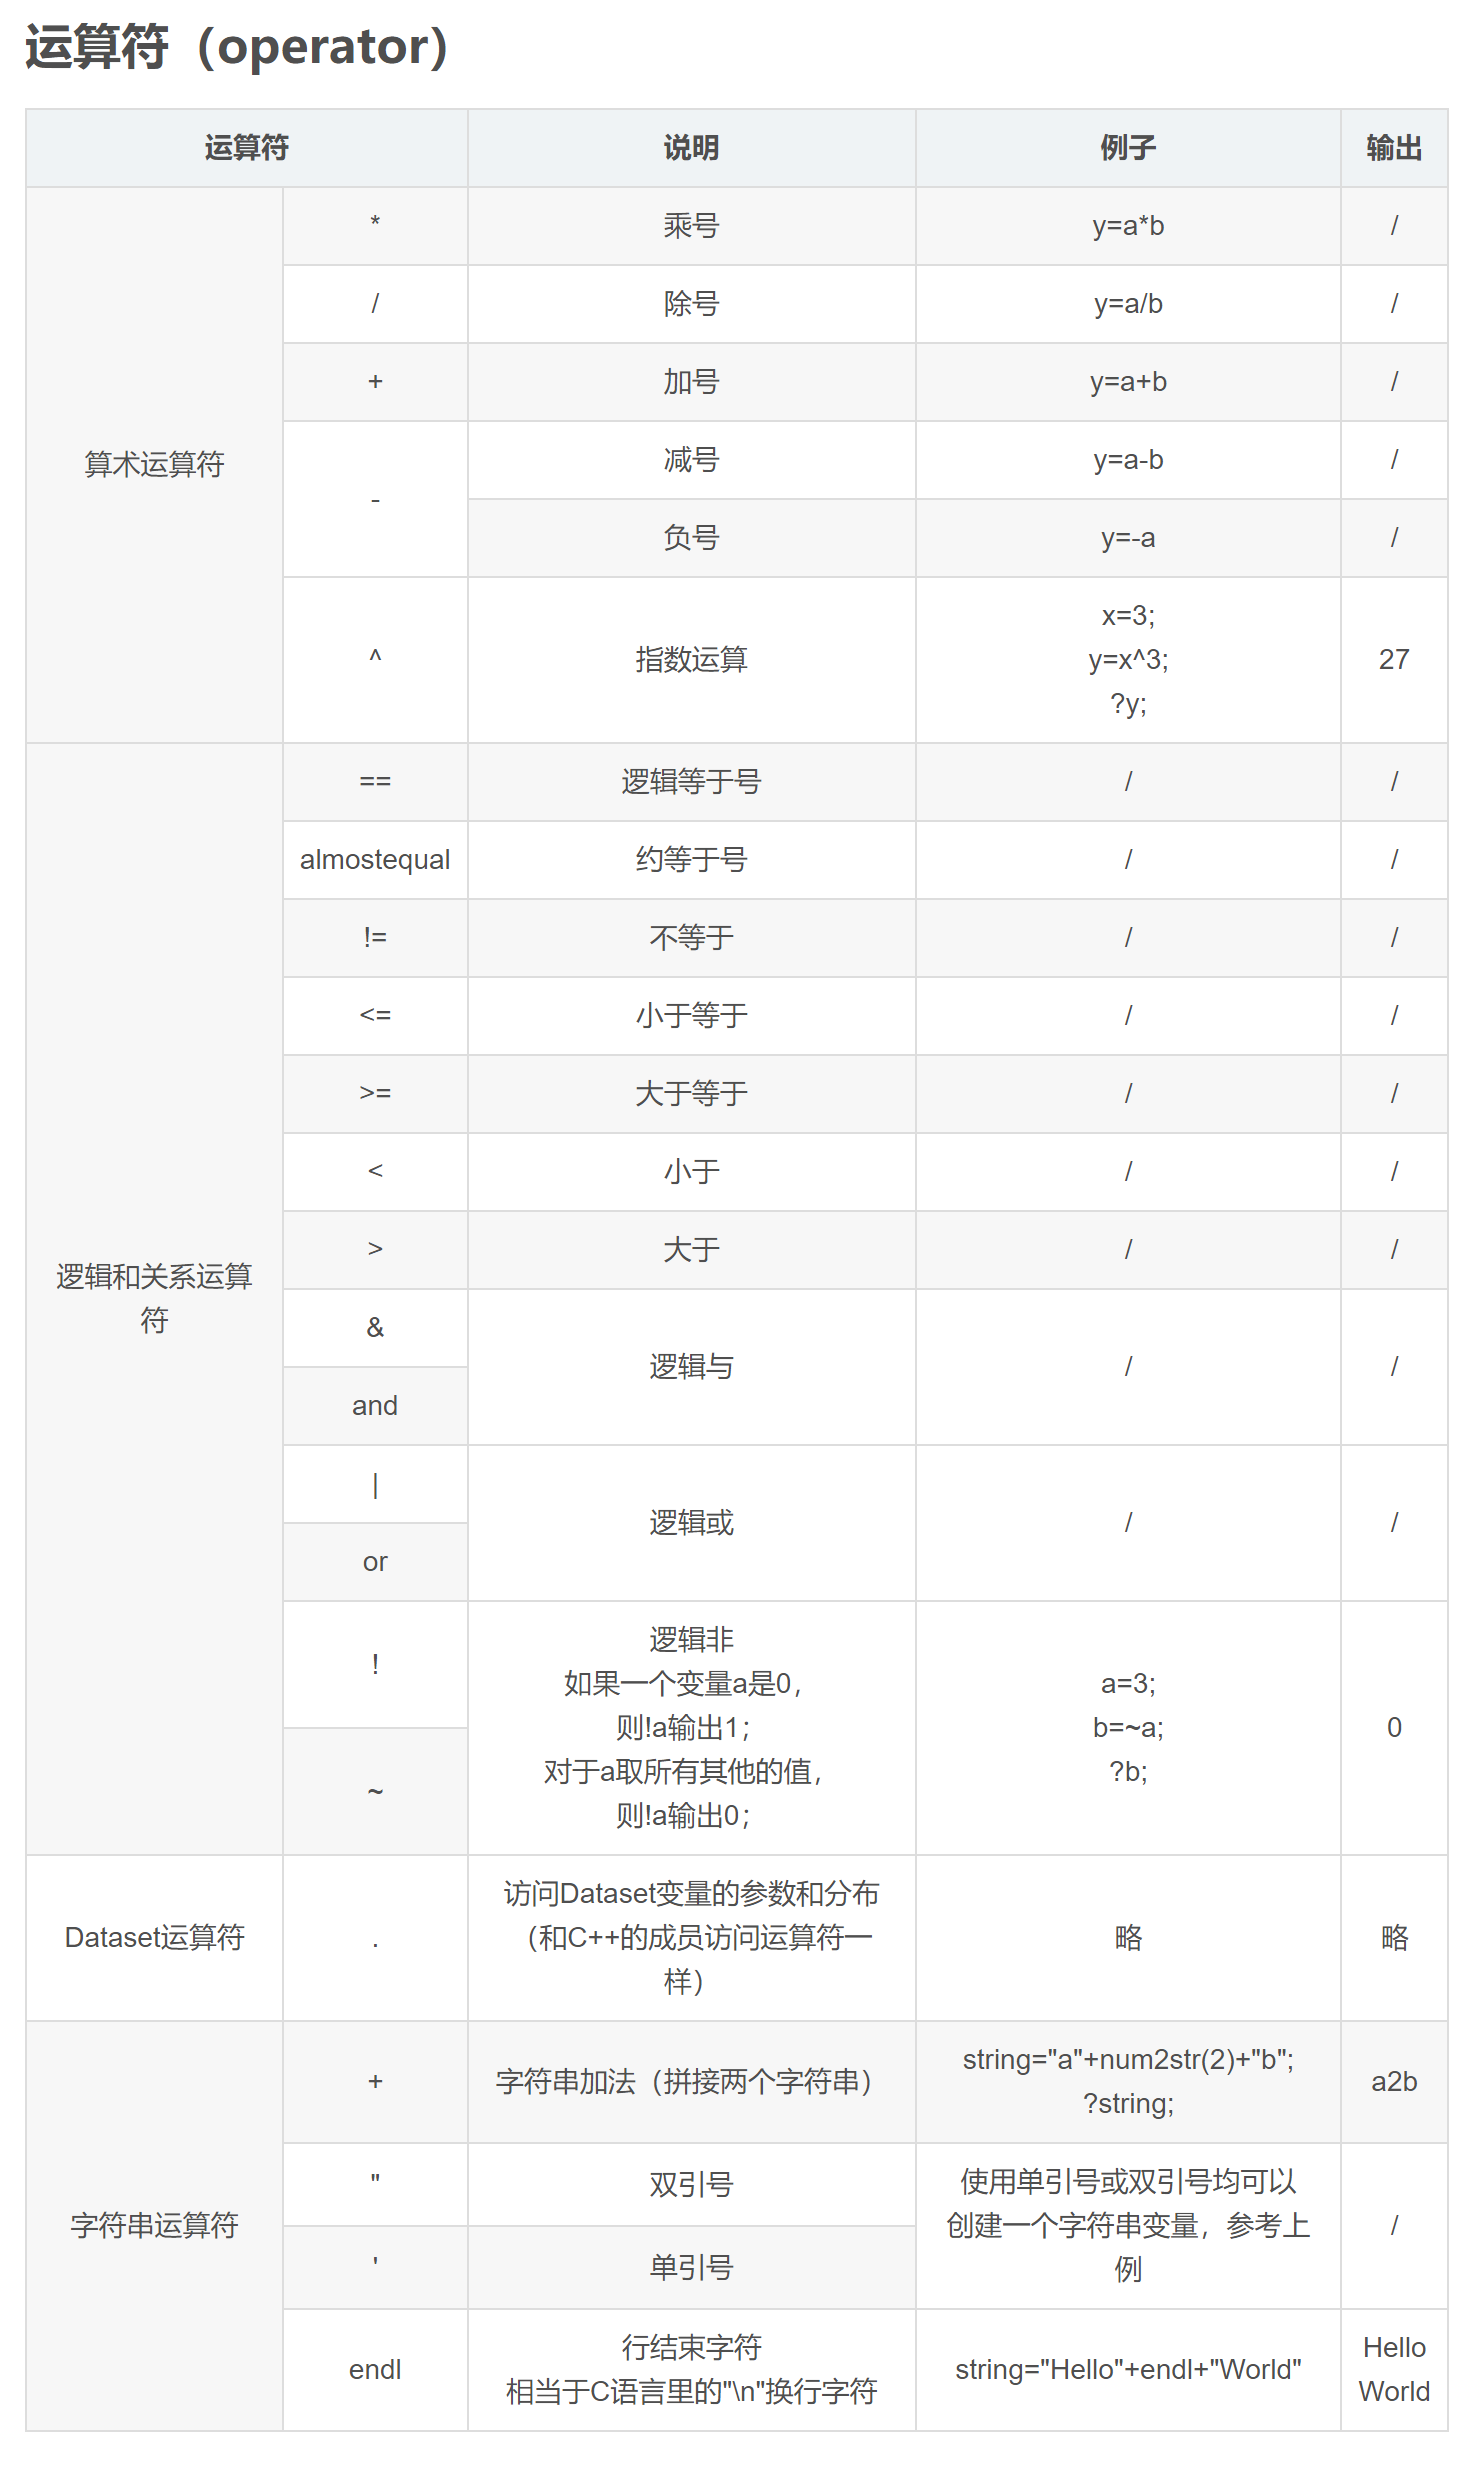 运算符（operator）
运算符 说明 例子 输出
算术运算符
* 乘号 y=a*b /
/ 除号 y=a/b /
+ 加号 y=a+b /
- 减号 y=a-b /
负号 y=-a /
^ 指数运算 x=3;
y=x^3;
?y;
27
逻辑和关系运算
符
== 逻辑等于号 / /
almostequal 约等于号 / /
!= 不等于 / /
<= 小于等于 / /
>= 大于等于 / /
< 小于 / /
> 大于 / /
& 逻辑与 / /
and
| 逻辑或 / /
or
!
~
逻辑非
如果一个变量a是0，
则!a输出1；
对于a取所有其他的值，
则!a输出0；
a=3;
b=~a;
?b;
0
Dataset运算符 .
访问Dataset变量的参数和分布
（和C++的成员访问运算符一
样）
略 略
字符串运算符
+ 字符串加法（拼接两个字符串）
string="a"+num2str(2)+"b";
?string;
a2b
" 双引号
' 单引号
使用单引号或双引号均可以
创建一个字符串变量，参考上
例
/
endl
行结束字符
相当于C语言里的"\n"换行字符
string="Hello"+endl+"World"
Hello
World